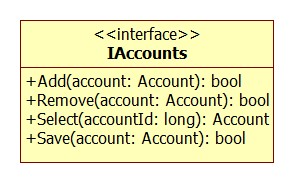 <<interface>>
IAccounts
+Add(account: Account): bool
+Remove(account: Account): bool
+Select(accountId: long): Account
+Save(account: Account): bool